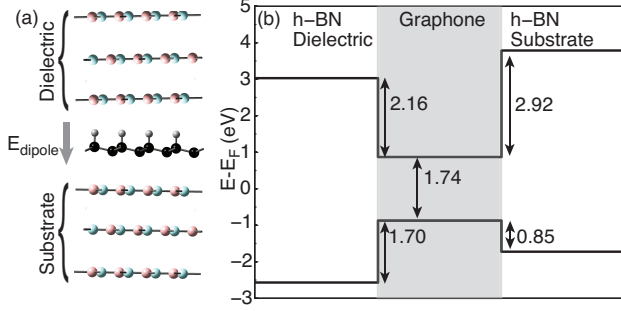 (a)
Dielectric
E_dipole
Substrate
(b)
h−BN Dielectric
Graphone
h−BN Substrate
E-E_F (eV)
5
4
3
2
1
0
−1
−2
−3
2.16
2.92
1.74
1.70
0.85